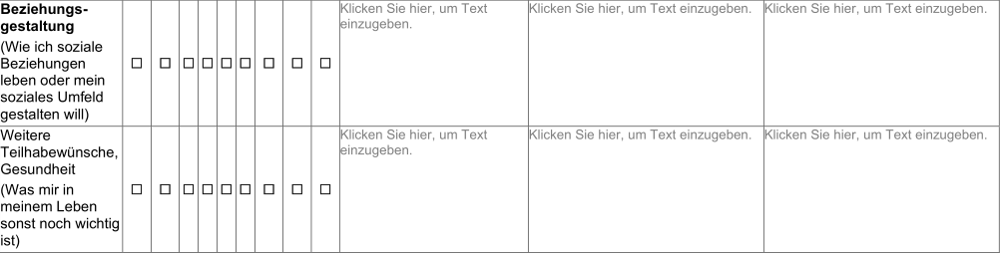 Beziehungs-
gestaltung
(Wie ich soziale
Beziehungen
leben oder mein
soziales Umfeld
gestalten will)
☐ ☐ ☐ ☐ ☐ ☐ ☐ ☐ ☐
Klicken Sie hier, um Text
einzugeben.
Klicken Sie hier, um Text einzugeben.
Klicken Sie hier, um Text einzugeben.
Weitere
Teilhabewünsche,
Gesundheit
(Was mir in
meinem Leben
sonst noch wichtig
ist)
☐ ☐ ☐ ☐ ☐ ☐ ☐ ☐ ☐
Klicken Sie hier, um Text
einzugeben.
Klicken Sie hier, um Text einzugeben.
Klicken Sie hier, um Text einzugeben.